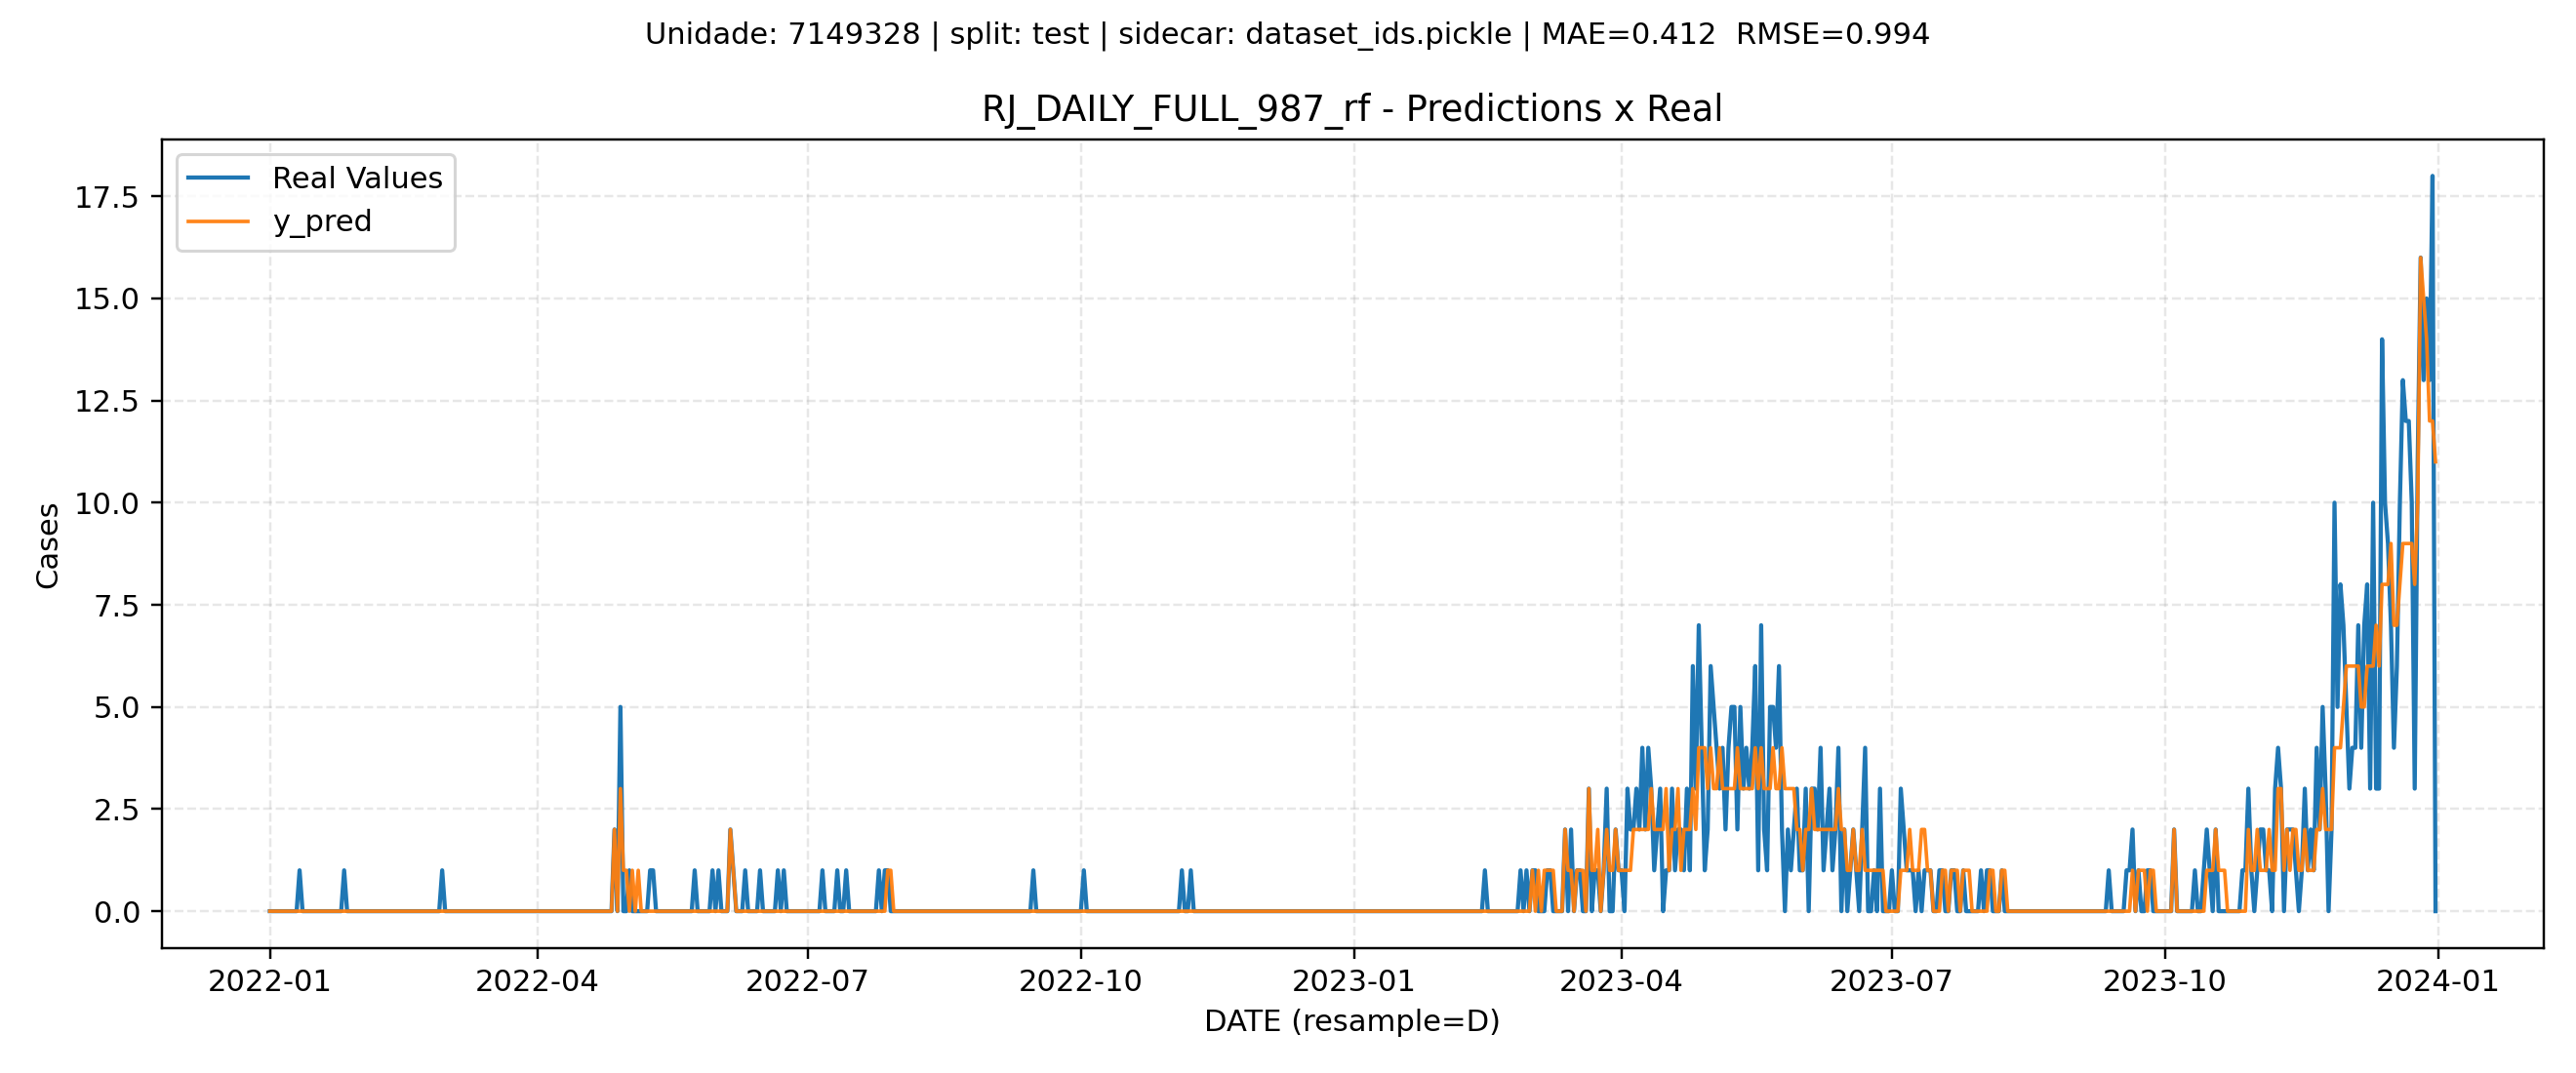 Unidade: 7149328 | split: test | sidecar: dataset_ids.pickle | MAE=0.412  RMSE=0.994
RJ_DAILY_FULL_987_rf - Predictions x Real
Real Values
y_pred
17.5
15.0
12.5
10.0
7.5
5.0
2.5
0.0
Cases
2022-01
2022-04
2022-07
2022-10
2023-01
2023-04
2023-07
2023-10
2024-01
DATE (resample=D)